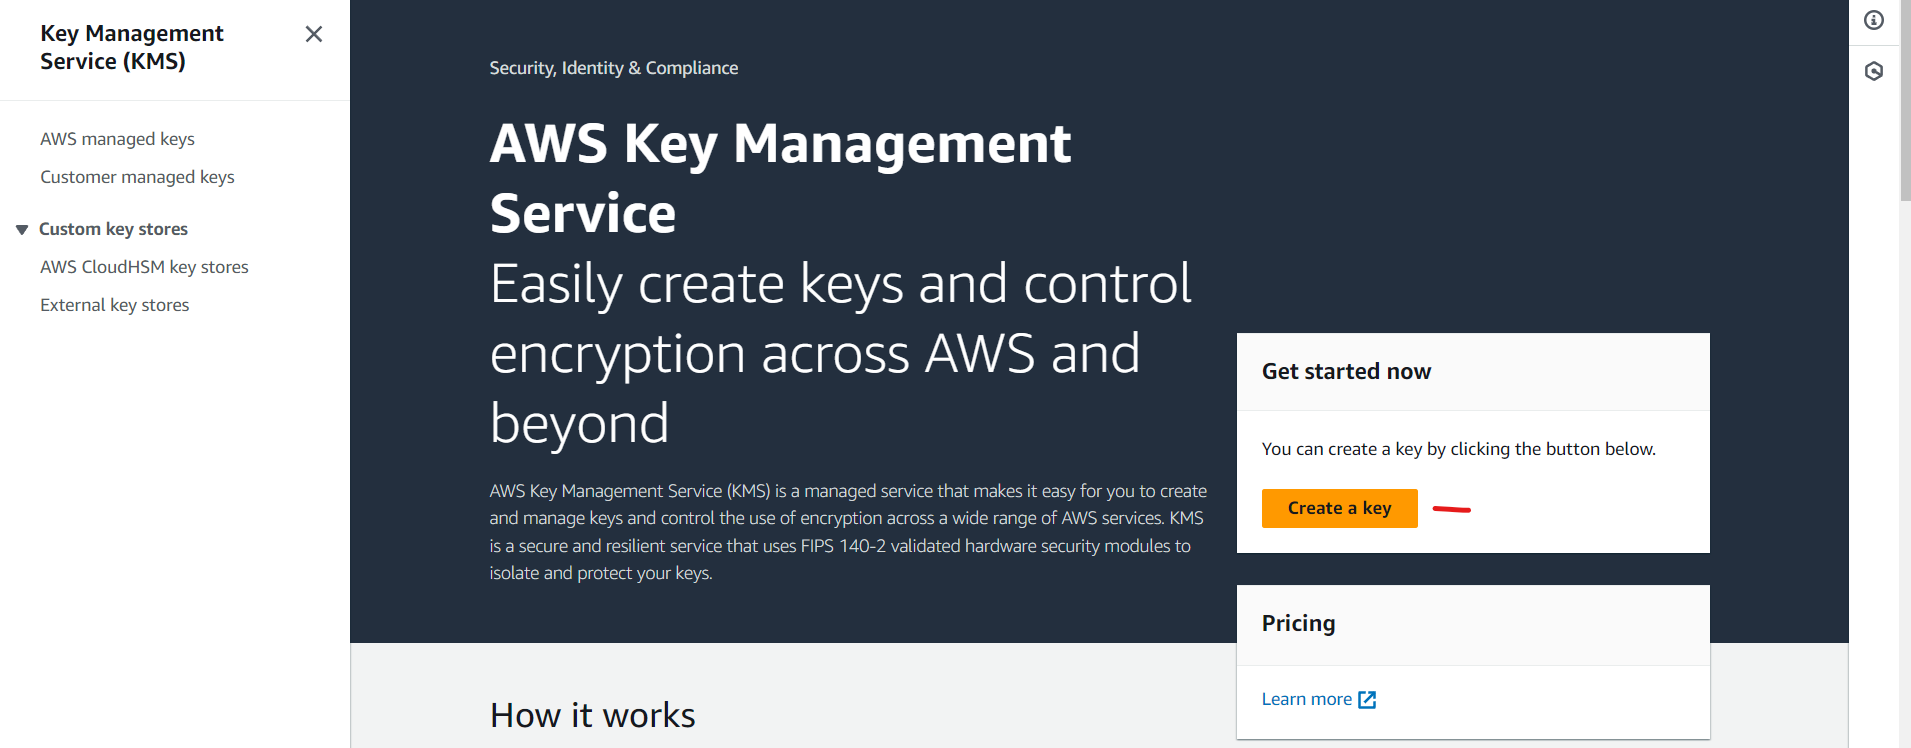 Key Management
Service (KMS)
AWS managed keys
Customer managed keys
Custom key stores
AWS CloudHSM key stores
External key stores
Security, Identity & Compliance
AWS Key Management
Service
Easily create keys and control
encryption across AWS and
beyond
AWS Key Management Service (KMS) is a managed service that makes it easy for you to create
and manage keys and control the use of encryption across a wide range of AWS services. KMS
is a secure and resilient service that uses FIPS 140-2 validated hardware security modules to
isolate and protect your keys.
Get started now
You can create a key by clicking the button below.
Create a key
Pricing
Learn more
How it works